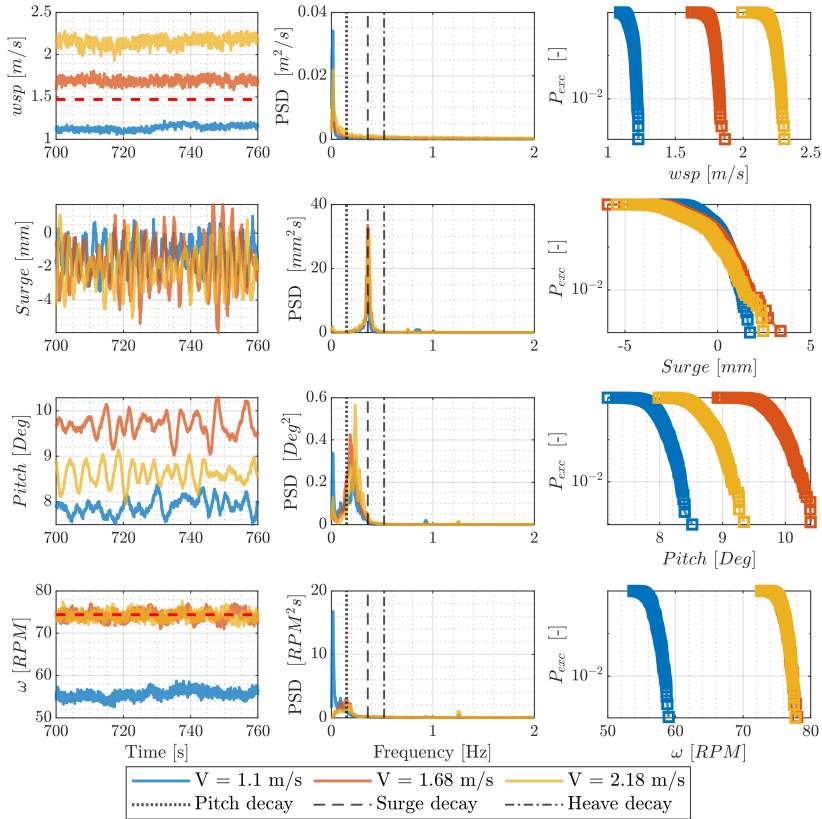 wsp [m/s]
2.5
2
1.5
1
700 720 740 760
PSD [m²/s]
0.04
0.02
0
0 1 2
P_exc [-]
10⁻²
1 1.5 2 2.5
wsp [m/s]
Surge [mm]
0
-2
-4
700 720 740 760
PSD [mm²s]
40
20
0
0 1 2
P_exc [-]
10⁻²
-5 0 5
Surge [mm]
Pitch [Deg]
10
9
8
700 720 740 760
PSD [Deg²]
0.6
0.4
0.2
0
0 1 2
P_exc [-]
10⁻²
8 9 10
Pitch [Deg]
ω [RPM]
80
70
60
50
700 720 740 760
Time [s]
PSD [RPM²s]
20
10
0
0 1 2
Frequency [Hz]
P_exc [-]
10⁻²
50 60 70 80
ω [RPM]
V = 1.1 m/s V = 1.68 m/s V = 2.18 m/s
Pitch decay Surge decay Heave decay